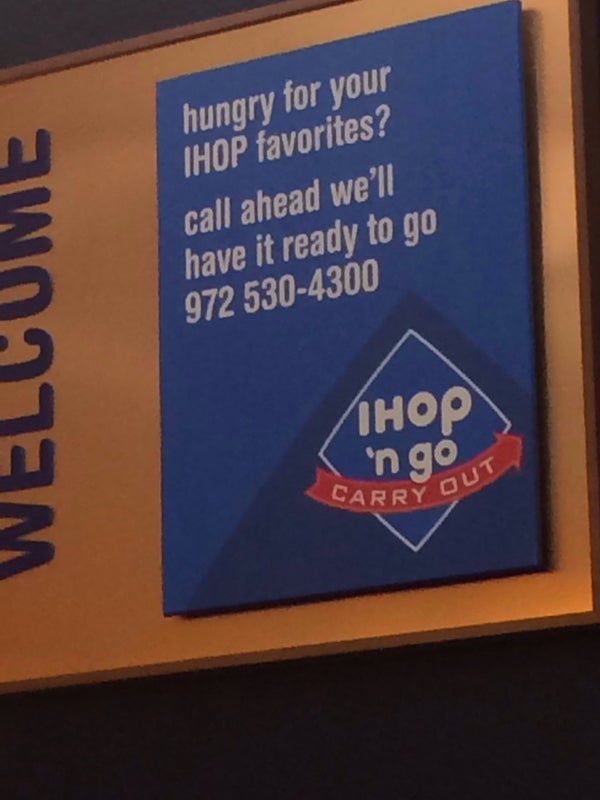 WELCOME
hungry for your
IHOP favorites?
call ahead we'll
have it ready to go
972 530-4300
IHOP
'n go
CARRY OUT